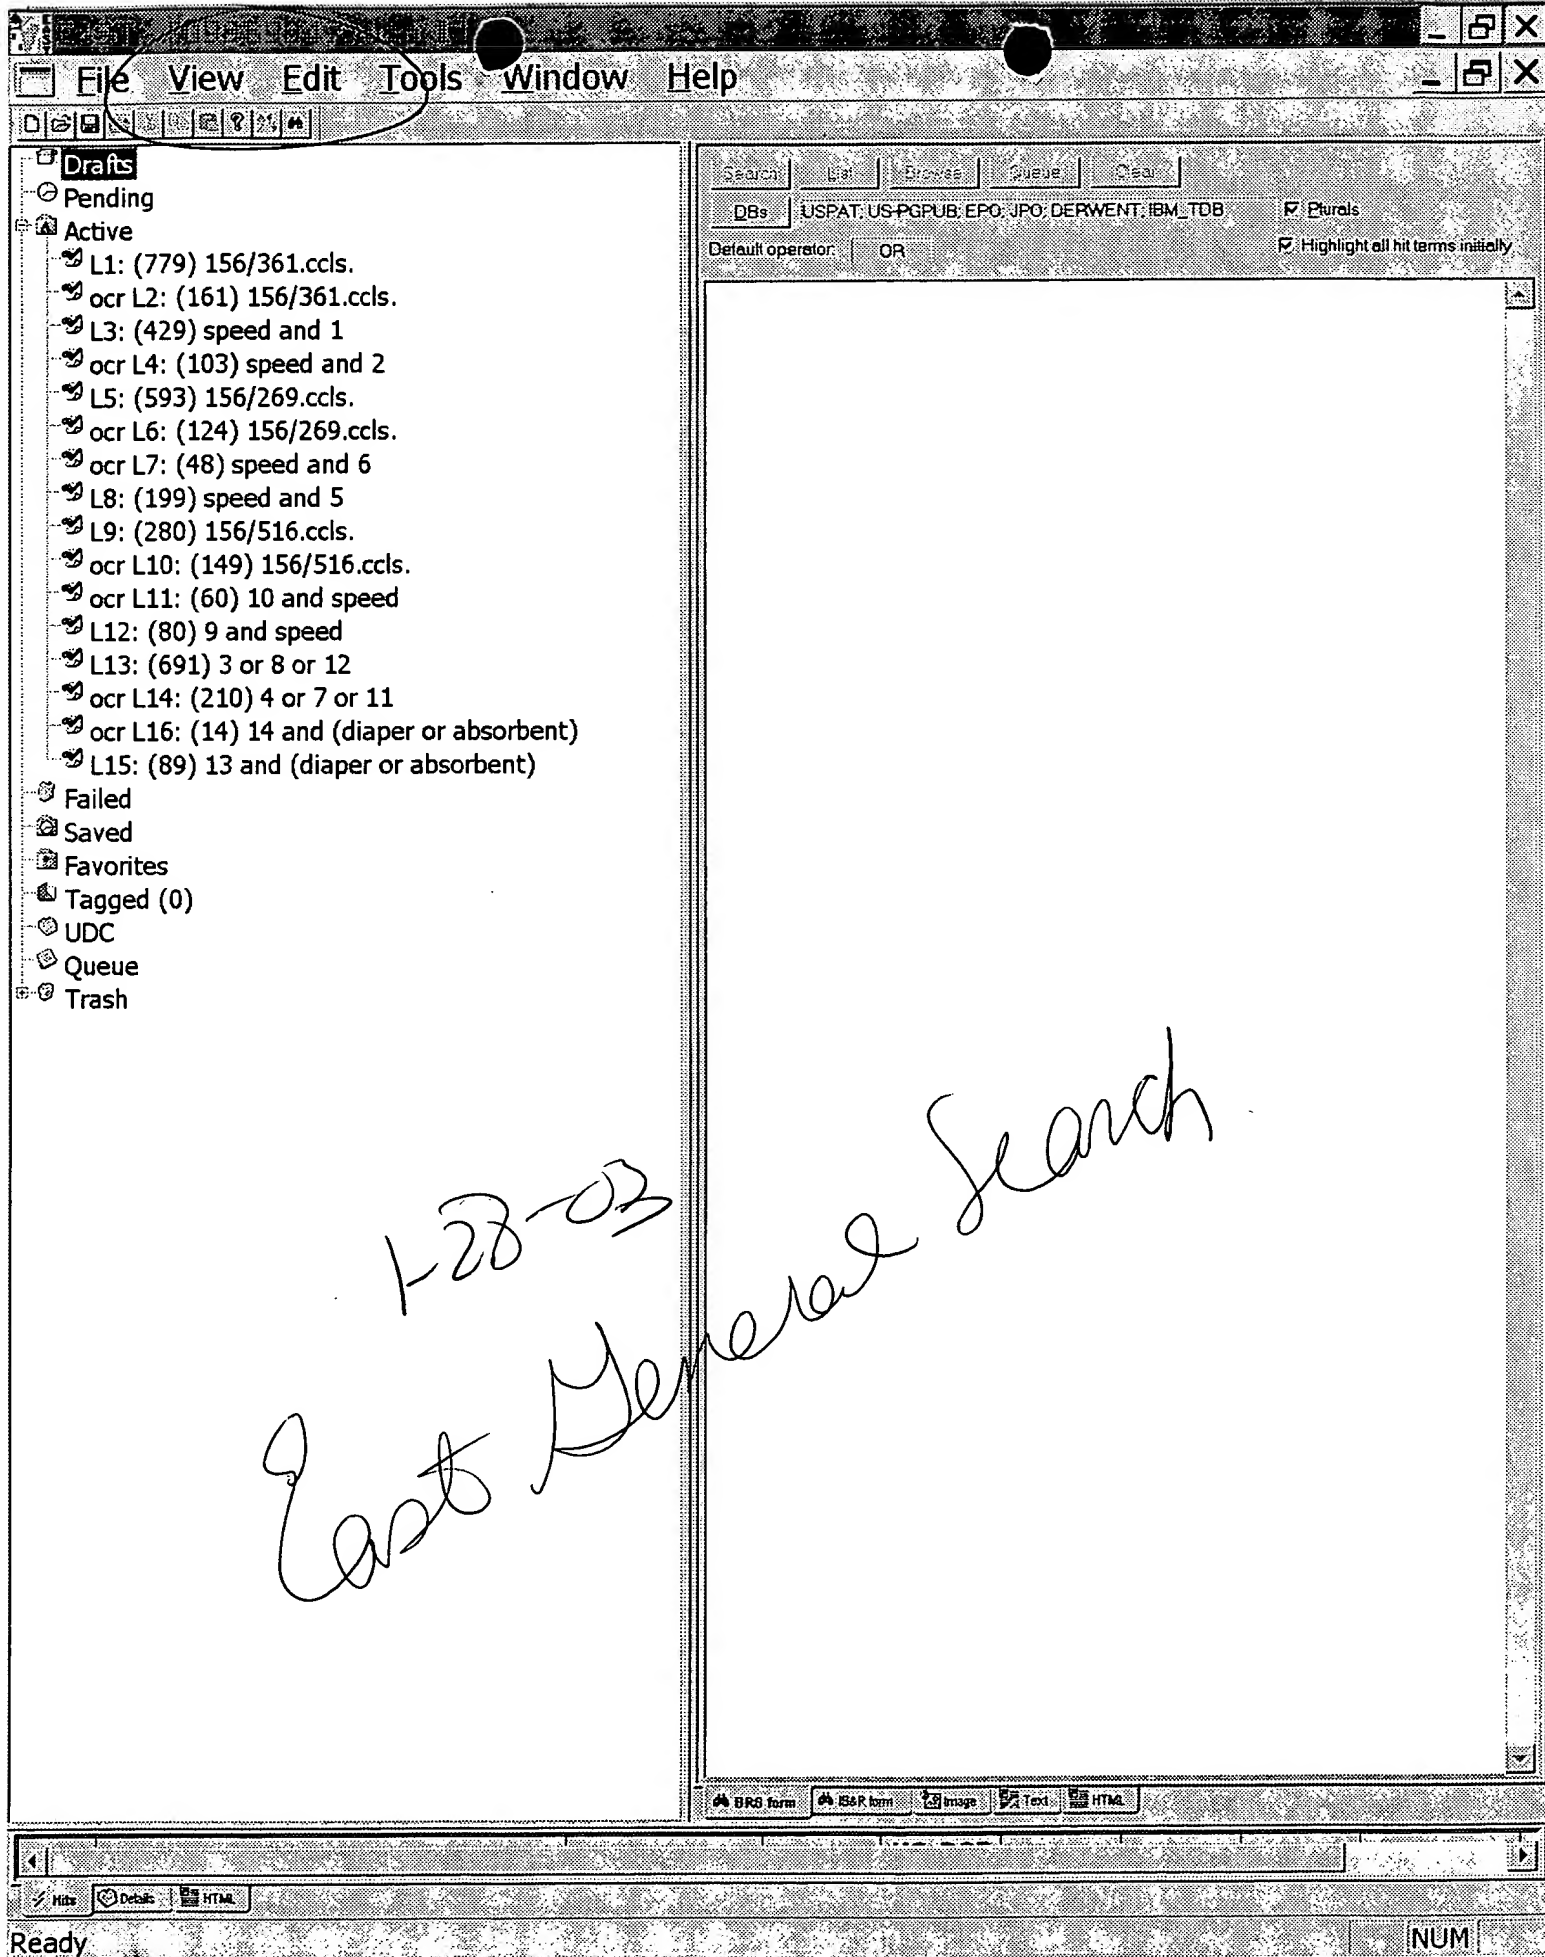 File View Edit Tools Window Help
Drafts
Pending
Active
L1: (779) 156/361.ccls.
ocr L2: (161) 156/361.ccls.
L3: (429) speed and 1
ocr L4: (103) speed and 2
L5: (593) 156/269.ccls.
ocr L6: (124) 156/269.ccls.
ocr L7: (48) speed and 6
L8: (199) speed and 5
L9: (280) 156/516.ccls.
ocr L10: (149) 156/516.ccls.
ocr L11: (60) 10 and speed
L12: (80) 9 and speed
L13: (691) 3 or 8 or 12
ocr L14: (210) 4 or 7 or 11
ocr L16: (14) 14 and (diaper or absorbent)
L15: (89) 13 and (diaper or absorbent)
Failed
Saved
Favorites
Tagged (0)
UDC
Queue
Trash
Search List Browse Queue Clear
DBs USPAT; US-PGPUB; EPO; JPO; DERWENT; IBM_TDB Plurals
Default operator: OR Highlight all hit terms initially
1-28-03
East General Search
BRS form IS&R form Image Text HTML
Hits Details HTML
Ready NUM